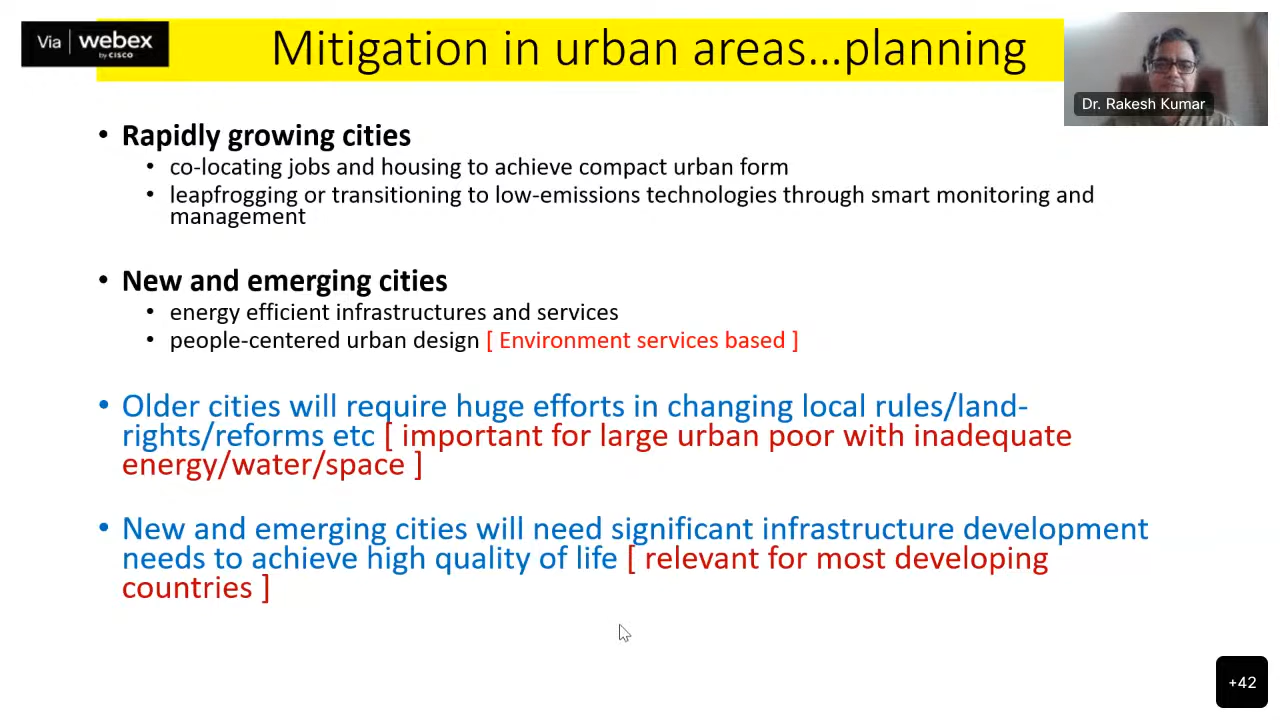 Via webex
by CISCO
Mitigation in urban areas...planning
Dr. Rakesh Kumar
• Rapidly growing cities
• co-locating jobs and housing to achieve compact urban form
• leapfrogging or transitioning to low-emissions technologies through smart monitoring and
management
• New and emerging cities
• energy efficient infrastructures and services
• people-centered urban design [ Environment services based ]
• Older cities will require huge efforts in changing local rules/land-
rights/reforms etc [ important for large urban poor with inadequate
energy/water/space ]
• New and emerging cities will need significant infrastructure development
needs to achieve high quality of life [ relevant for most developing
countries ]
+42